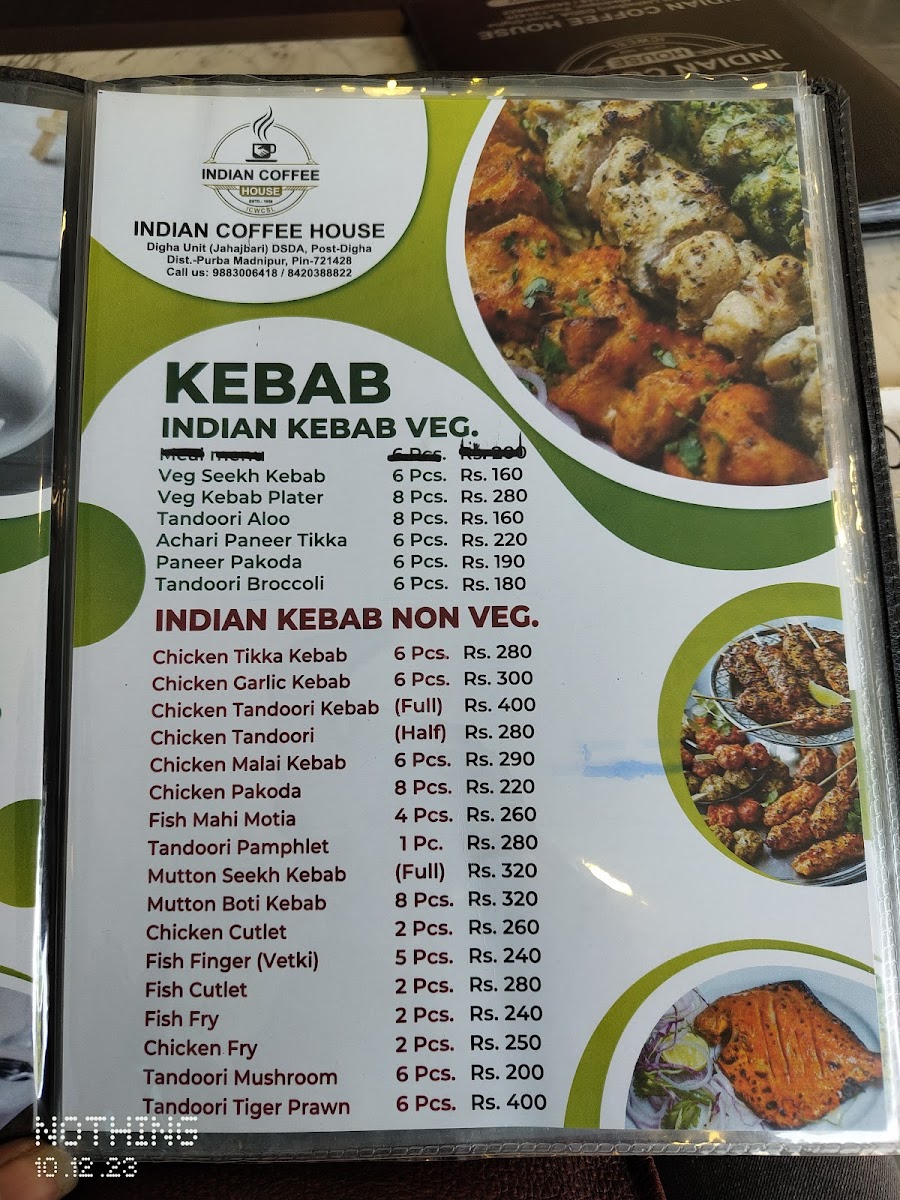 INDIAN COFFEE HOUSE
INDIAN COFFEE
HOUSE
ICWCSL
INDIAN COFFEE HOUSE
Digha Unit (Jahajbari) DSDA, Post-Digha
Dist.-Purba Madnipur, Pin-721428
Call us: 9883006418 / 8420388822
KEBAB
INDIAN KEBAB VEG.
Veg Seekh Kebab 6 Pcs. Rs. 160
Veg Kebab Plater 8 Pcs. Rs. 280
Tandoori Aloo 8 Pcs. Rs. 160
Achari Paneer Tikka 6 Pcs. Rs. 220
Paneer Pakoda 6 Pcs. Rs. 190
Tandoori Broccoli 6 Pcs. Rs. 180
INDIAN KEBAB NON VEG.
Chicken Tikka Kebab 6 Pcs. Rs. 280
Chicken Garlic Kebab 6 Pcs. Rs. 300
Chicken Tandoori Kebab (Full) Rs. 400
Chicken Tandoori (Half) Rs. 280
Chicken Malai Kebab 6 Pcs. Rs. 290
Chicken Pakoda 8 Pcs. Rs. 220
Fish Mahi Motia 4 Pcs. Rs. 260
Tandoori Pamphlet 1 Pc. Rs. 280
Mutton Seekh Kebab (Full) Rs. 320
Mutton Boti Kebab 8 Pcs. Rs. 320
Chicken Cutlet 2 Pcs. Rs. 260
Fish Finger (Vetki) 5 Pcs. Rs. 240
Fish Cutlet 2 Pcs. Rs. 280
Fish Fry 2 Pcs. Rs. 240
Chicken Fry 2 Pcs. Rs. 250
Tandoori Mushroom 6 Pcs. Rs. 200
Tandoori Tiger Prawn 6 Pcs. Rs. 400
NOTHING
10.12.23